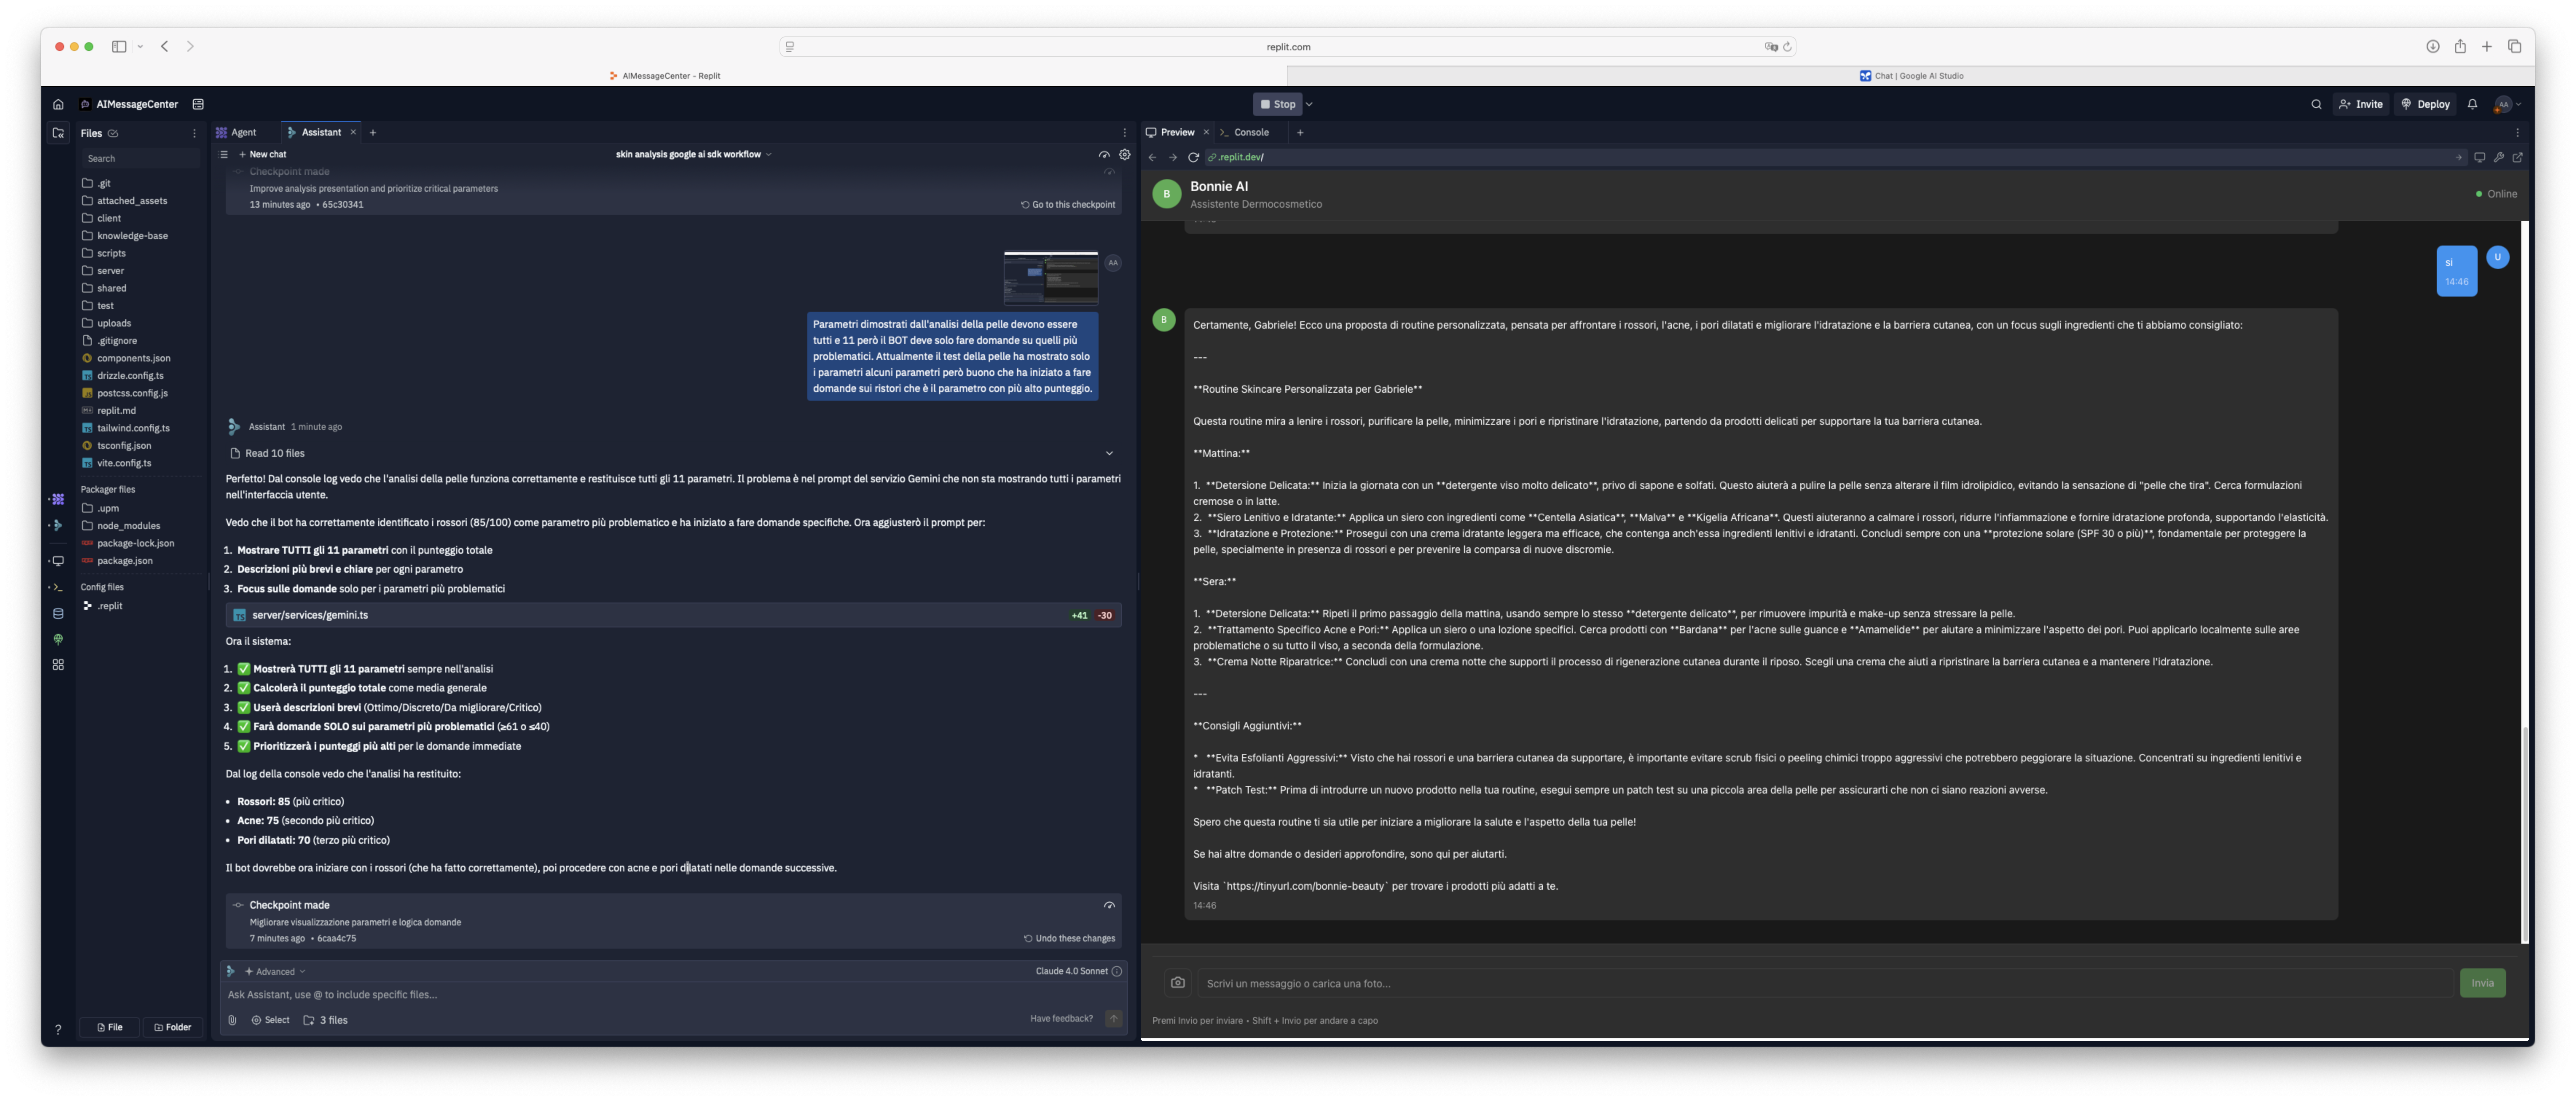 replit.com
AIMessageCenter - Replit
Chat | Google AI Studio
AIMessageCenter
Stop
Invite
Deploy
AA
Files
Search
.git
attached_assets
client
knowledge-base
scripts
server
shared
test
uploads
.gitignore
components.json
drizzle.config.ts
postcss.config.js
replit.md
tailwind.config.ts
tsconfig.json
vite.config.ts
Packager files
.upm
node_modules
package-lock.json
package.json
Config files
.replit
File
Folder
Agent
Assistant
New chat
skin analysis google ai sdk workflow
Checkpoint made
Improve analysis presentation and prioritize critical parameters
13 minutes ago • 65c30341
Go to this checkpoint
AA
Parametri dimostrati dall'analisi della pelle devono essere
tutti e 11 però il BOT deve solo fare domande su quelli più
problematici. Attualmente il test della pelle ha mostrato solo
i parametri alcuni parametri però buono che ha iniziato a fare
domande sui ristori che è il parametro con più alto punteggio.
Assistant 1 minute ago
Read 10 files
Perfetto! Dal console log vedo che l'analisi della pelle funziona correttamente e restituisce tutti gli 11 parametri. Il problema è nel prompt del servizio Gemini che non sta mostrando tutti i parametri
nell'interfaccia utente.
Vedo che il bot ha correttamente identificato i rossori (85/100) come parametro più problematico e ha iniziato a fare domande specifiche. Ora aggiusterò il prompt per:
1. Mostrare TUTTI gli 11 parametri con il punteggio totale
2. Descrizioni più brevi e chiare per ogni parametro
3. Focus sulle domande solo per i parametri più problematici
server/services/gemini.ts
+41 -30
Ora il sistema:
1. ✅ Mostrerà TUTTI gli 11 parametri sempre nell'analisi
2. ✅ Calcolerà il punteggio totale come media generale
3. ✅ Userà descrizioni brevi (Ottimo/Discreto/Da migliorare/Critico)
4. ✅ Farà domande SOLO sui parametri più problematici (≥61 o ≤40)
5. ✅ Prioritizzerà i punteggi più alti per le domande immediate
Dal log della console vedo che l'analisi ha restituito:
• Rossori: 85 (più critico)
• Acne: 75 (secondo più critico)
• Pori dilatati: 70 (terzo più critico)
Il bot dovrebbe ora iniziare con i rossori (che ha fatto correttamente), poi procedere con acne e pori dilatati nelle domande successive.
Checkpoint made
Migliorare visualizzazione parametri e logica domande
7 minutes ago • 6caa4c75
Undo these changes
Advanced
Claude 4.0 Sonnet
Ask Assistant, use @ to include specific files...
Select
3 files
Have feedback?
Preview
Console
.replit.dev/
B
Bonnie AI
Assistente Dermocosmetico
Online
si
14:46
U
B
Certamente, Gabriele! Ecco una proposta di routine personalizzata, pensata per affrontare i rossori, l'acne, i pori dilatati e migliorare l'idratazione e la barriera cutanea, con un focus sugli ingredienti che ti abbiamo consigliato:
---
**Routine Skincare Personalizzata per Gabriele**
Questa routine mira a lenire i rossori, purificare la pelle, minimizzare i pori e ripristinare l'idratazione, partendo da prodotti delicati per supportare la tua barriera cutanea.
**Mattina:**
1. **Detersione Delicata:** Inizia la giornata con un **detergente viso molto delicato**, privo di sapone e solfati. Questo aiuterà a pulire la pelle senza alterare il film idrolipidico, evitando la sensazione di "pelle che tira". Cerca formulazioni
cremose o in latte.
2. **Siero Lenitivo e Idratante:** Applica un siero con ingredienti come **Centella Asiatica**, **Malva** e **Kigelia Africana**. Questi aiuteranno a calmare i rossori, ridurre l'infiammazione e fornire idratazione profonda, supportando l'elasticità.
3. **Idratazione e Protezione:** Prosegui con una crema idratante leggera ma efficace, che contenga anch'essa ingredienti lenitivi e idratanti. Concludi sempre con una **protezione solare (SPF 30 o più)**, fondamentale per proteggere la
pelle, specialmente in presenza di rossori e per prevenire la comparsa di nuove discromie.
**Sera:**
1. **Detersione Delicata:** Ripeti il primo passaggio della mattina, usando sempre lo stesso **detergente delicato**, per rimuovere impurità e make-up senza stressare la pelle.
2. **Trattamento Specifico Acne e Pori:** Applica un siero o una lozione specifici. Cerca prodotti con **Bardana** per l'acne sulle guance e **Amamelide** per aiutare a minimizzare l'aspetto dei pori. Puoi applicarlo localmente sulle aree
problematiche o su tutto il viso, a seconda della formulazione.
3. **Crema Notte Riparatrice:** Concludi con una crema notte che supporti il processo di rigenerazione cutanea durante il riposo. Scegli una crema che aiuti a ripristinare la barriera cutanea e a mantenere l'idratazione.
---
**Consigli Aggiuntivi:**
* **Evita Esfolianti Aggressivi:** Visto che hai rossori e una barriera cutanea da supportare, è importante evitare scrub fisici o peeling chimici troppo aggressivi che potrebbero peggiorare la situazione. Concentrati su ingredienti lenitivi e
idratanti.
* **Patch Test:** Prima di introdurre un nuovo prodotto nella tua routine, esegui sempre un patch test su una piccola area della pelle per assicurarti che non ci siano reazioni avverse.
Spero che questa routine ti sia utile per iniziare a migliorare la salute e l'aspetto della tua pelle!
Se hai altre domande o desideri approfondire, sono qui per aiutarti.
Visita `https://tinyurl.com/bonnie-beauty` per trovare i prodotti più adatti a te.
14:46
Scrivi un messaggio o carica una foto...
Invia
Premi Invio per inviare • Shift + Invio per andare a capo